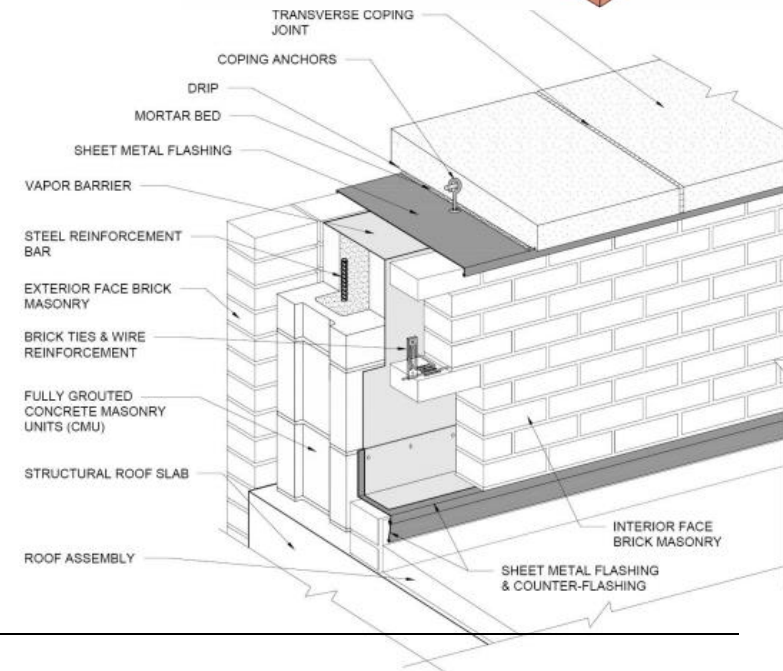 TRANSVERSE COPING
JOINT
COPING ANCHORS
DRIP
MORTAR BED
SHEET METAL FLASHING
VAPOR BARRIER
STEEL REINFORCEMENT
BAR
EXTERIOR FACE BRICK
MASONRY
BRICK TIES & WIRE
REINFORCEMENT
FULLY GROUTED
CONCRETE MASONRY
UNITS (CMU)
STRUCTURAL ROOF SLAB
ROOF ASSEMBLY
INTERIOR FACE
BRICK MASONRY
SHEET METAL FLASHING
& COUNTER-FLASHING